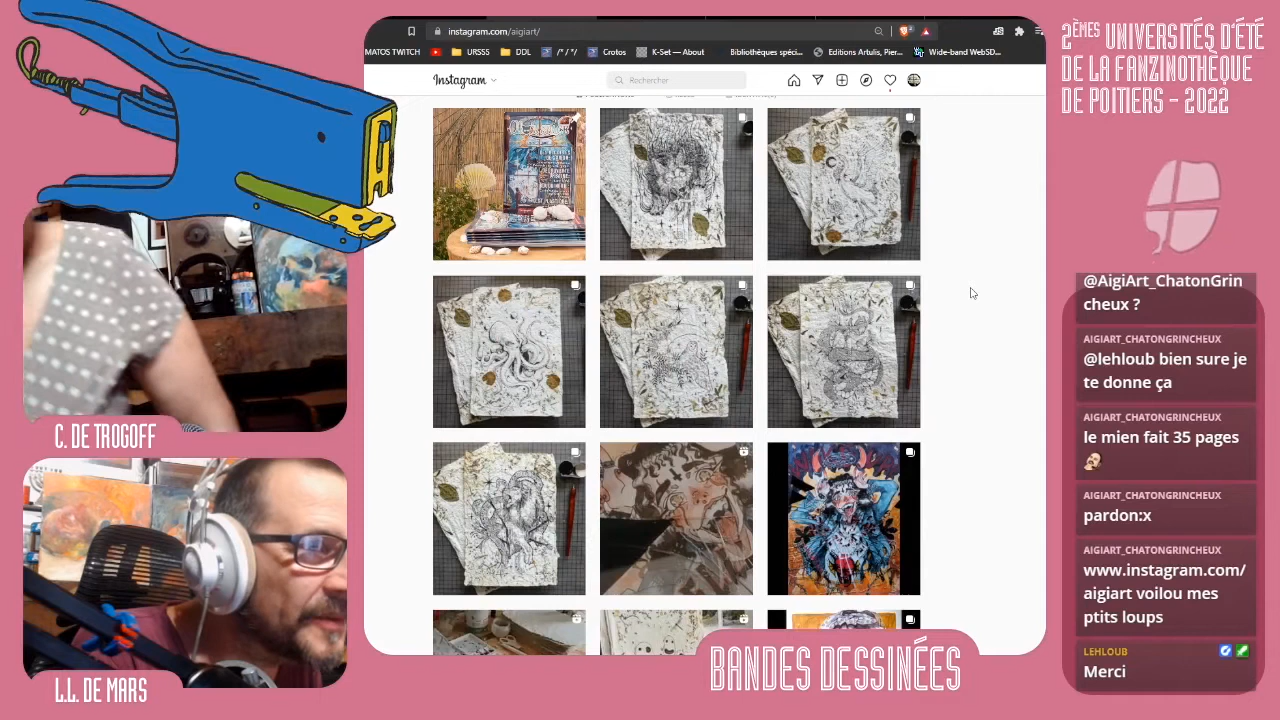 instagram.com/aigiart/
MATOS TWITCH
URSSS
DDL
/* */
Crotos
K-Set — About
Bibliothèques spéci...
Editions Artulis, Pier...
Wide-band WebSD...
Instagram
Rechercher
2ÈMES UNIVERSITÉS D'ÉTÉ
DE LA FANZINOTHÈQUE
DE POITIERS - 2022
C. DE TROGOFF
L.L. DE MARS
BANDES DESSINÉES
@AigiArt_ChatonGrin
cheux ?
AIGIART_CHATONGRINCHEUX
@lehloub bien sure je
te donne ça
AIGIART_CHATONGRINCHEUX
le mien fait 35 pages
AIGIART_CHATONGRINCHEUX
pardon:x
AIGIART_CHATONGRINCHEUX
www.instagram.com/
aigiart voilou mes
ptits loups
LEHLOUB
Merci